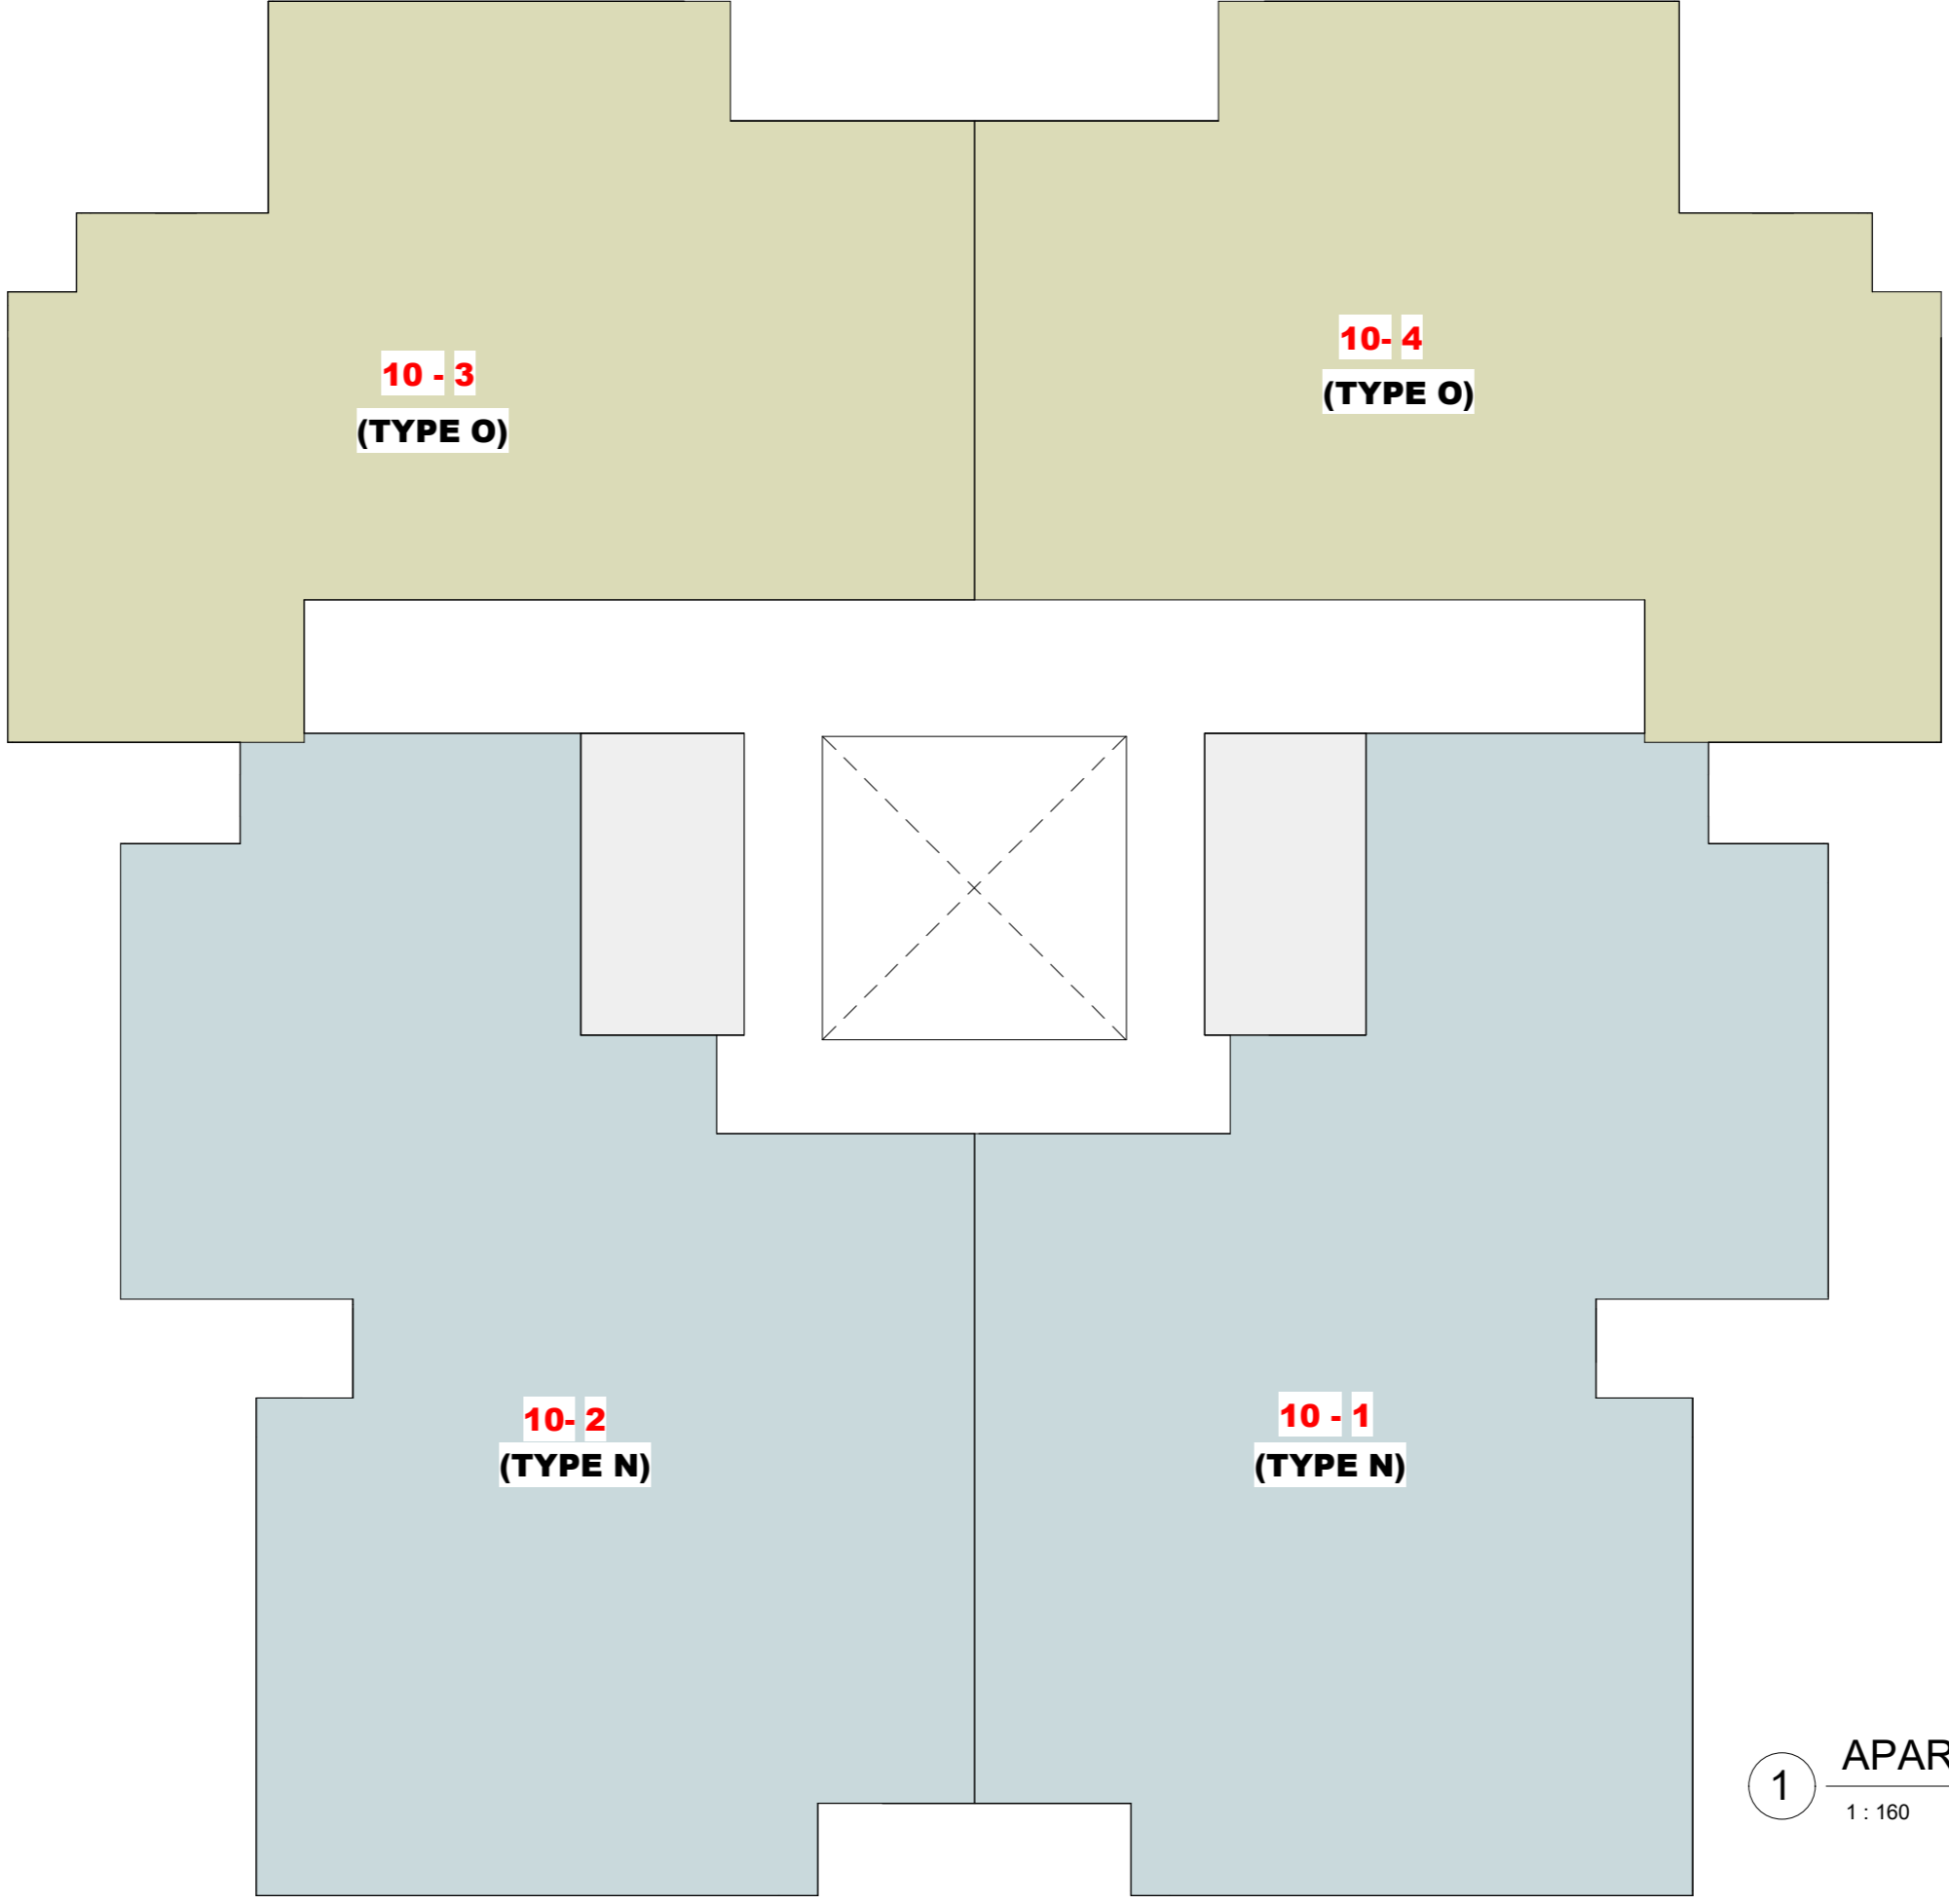 10- 4
(TYPE O)
10 - 3
(TYPE O)
10- 2
(TYPE N)
10 - 1
(TYPE N)
1
APAR
1 : 160